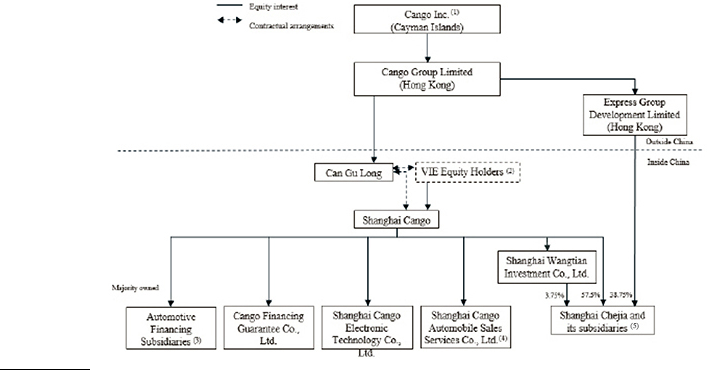 Equity interest
Contractual arrangements
Cango Inc. (1)
(Cayman Islands)
Cango Group Limited
(Hong Kong)
Express Group
Development Limited
(Hong Kong)
Outside China
Inside China
Can Gu Long
VIE Equity Holders (2)
Shanghai Cango
Shanghai Wangtian
Investment Co., Ltd.
Majority owned
3.75%
57.5%
38.75%
Automotive
Financing
Subsidiaries (3)
Cango Financing
Guarantee Co.,
Ltd.
Shanghai Cango
Electronic
Technology Co.,
Ltd.
Shanghai Cango
Automobile Sales
Services Co., Ltd.(4)
Shanghai Chejia and
its subsidiaries (5)